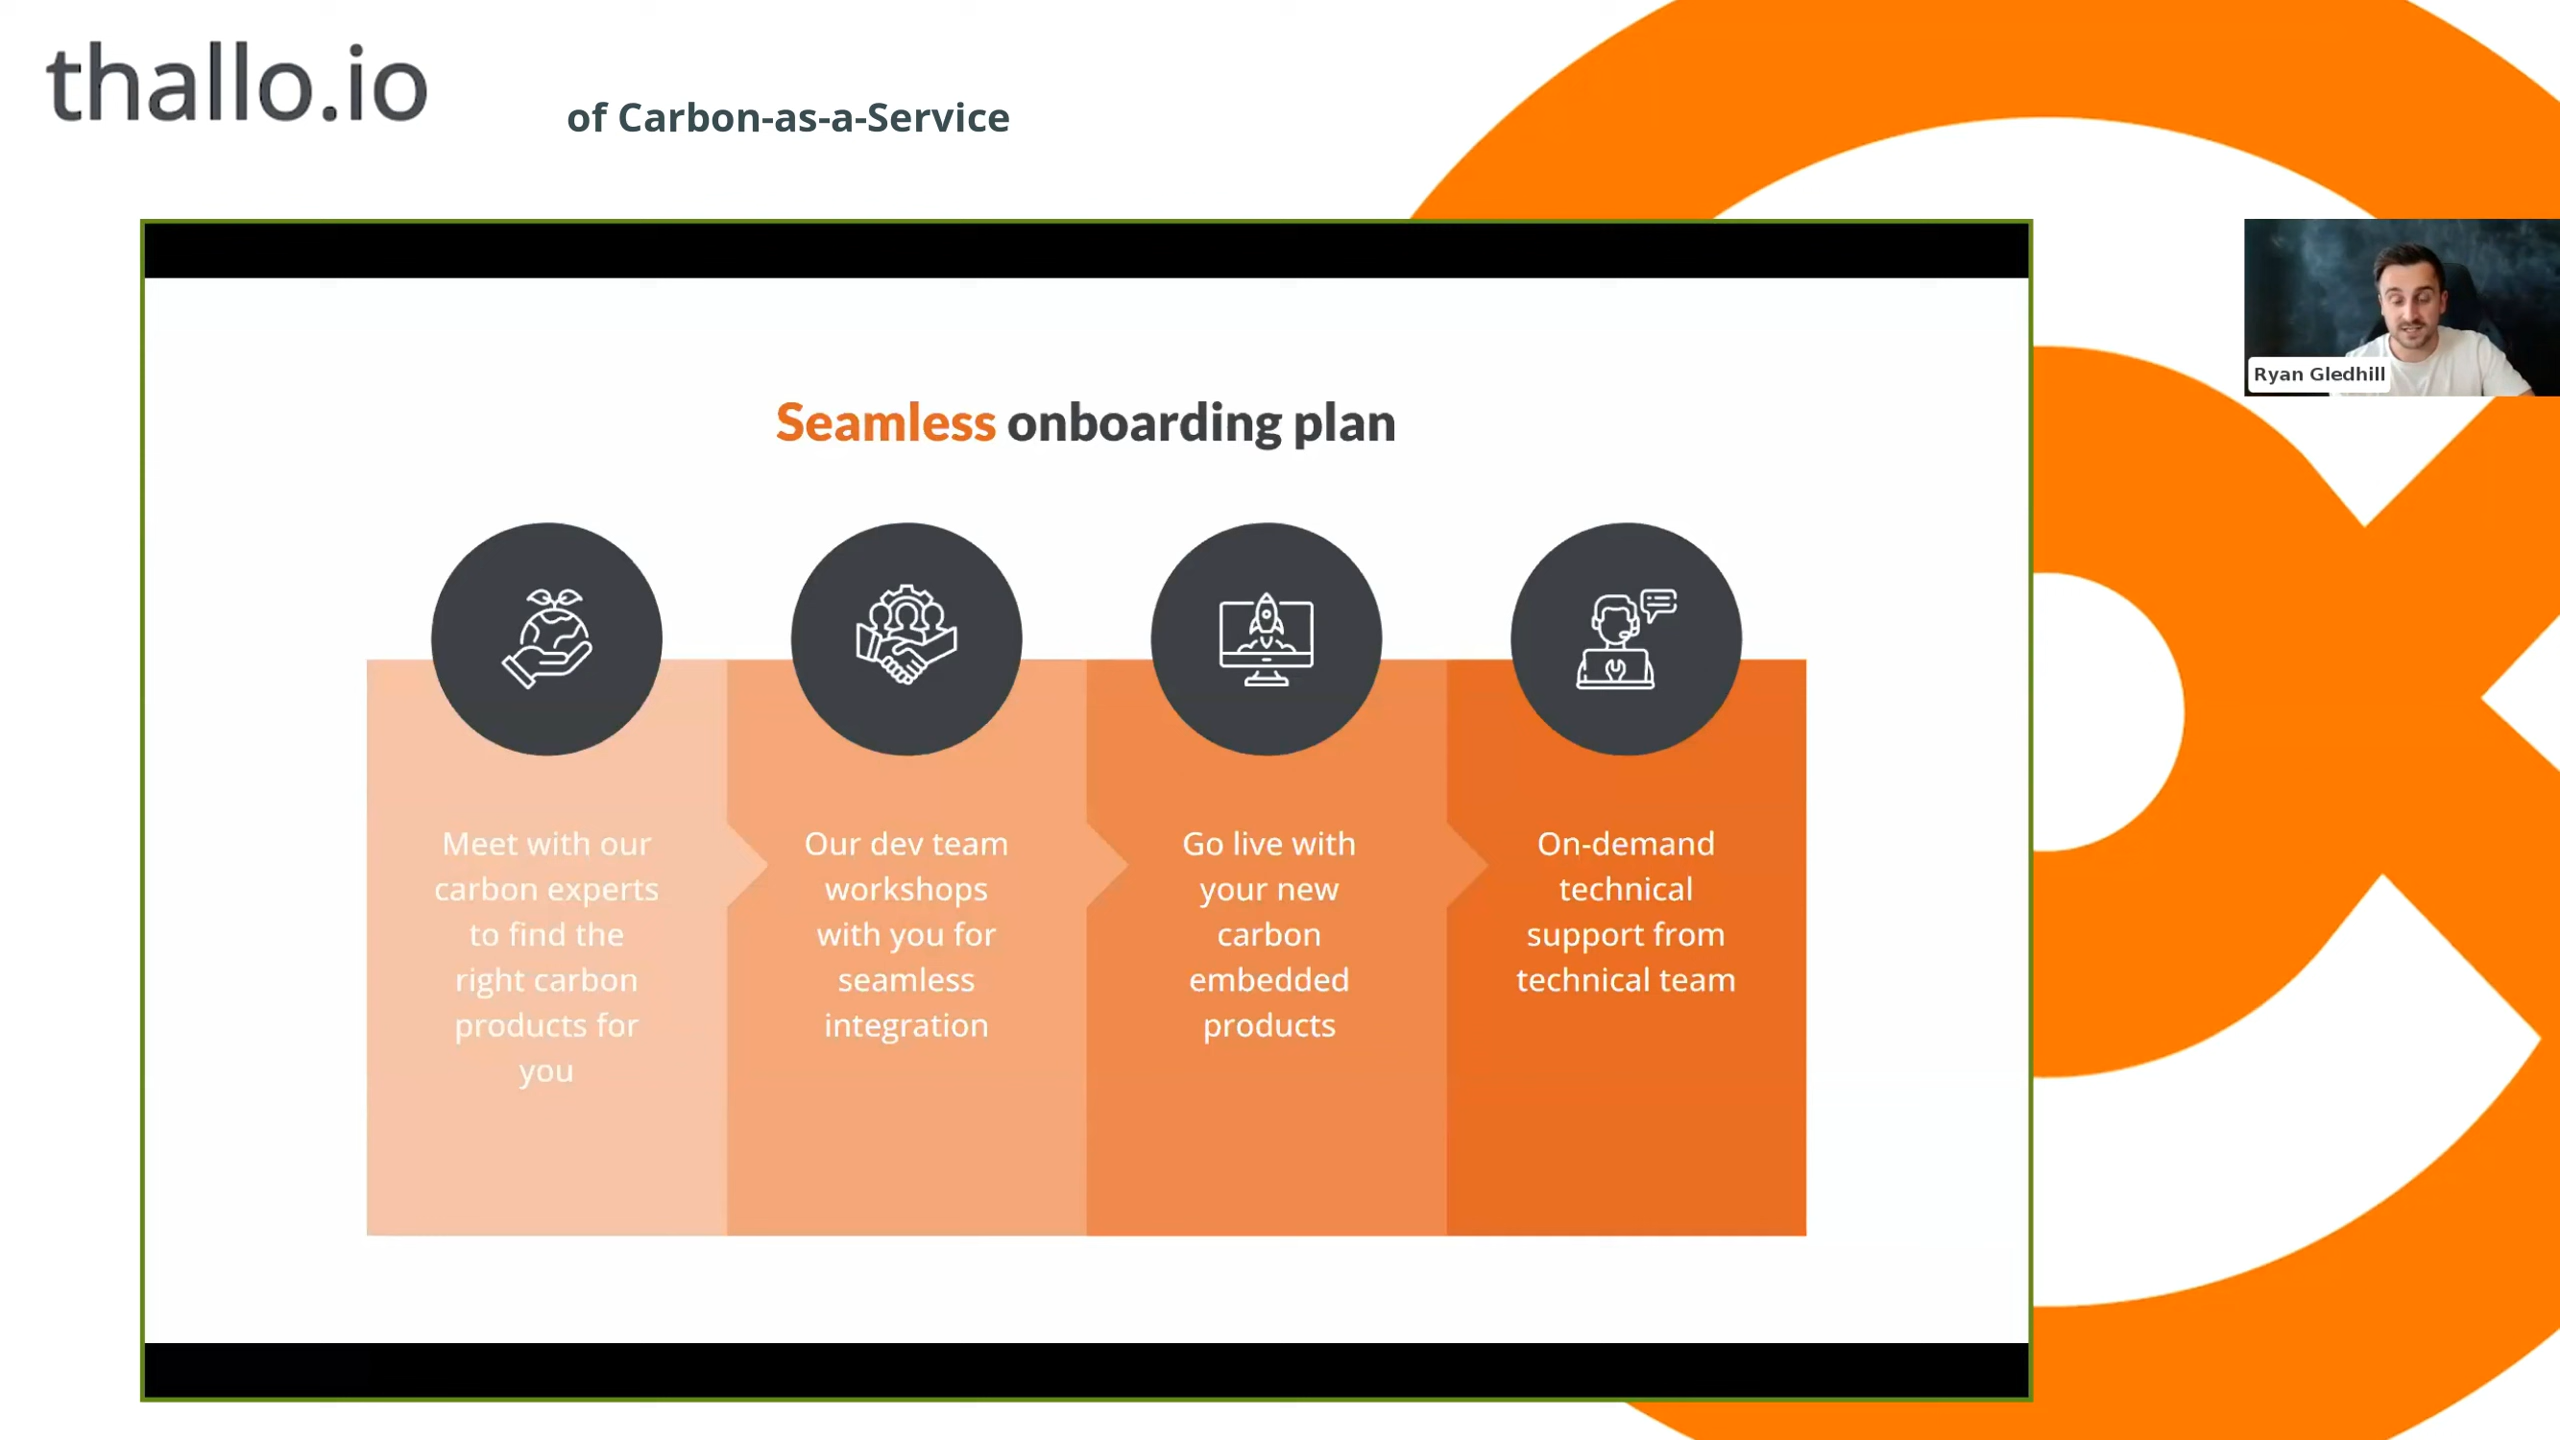 thallo.io
of Carbon-as-a-Service
Ryan Gledhill
Seamless onboarding plan
Meet with our
carbon experts
to find the
right carbon
products for
you
Our dev team
workshops
with you for
seamless
integration
Go live with
your new
carbon
embedded
products
On-demand
technical
support from
technical team